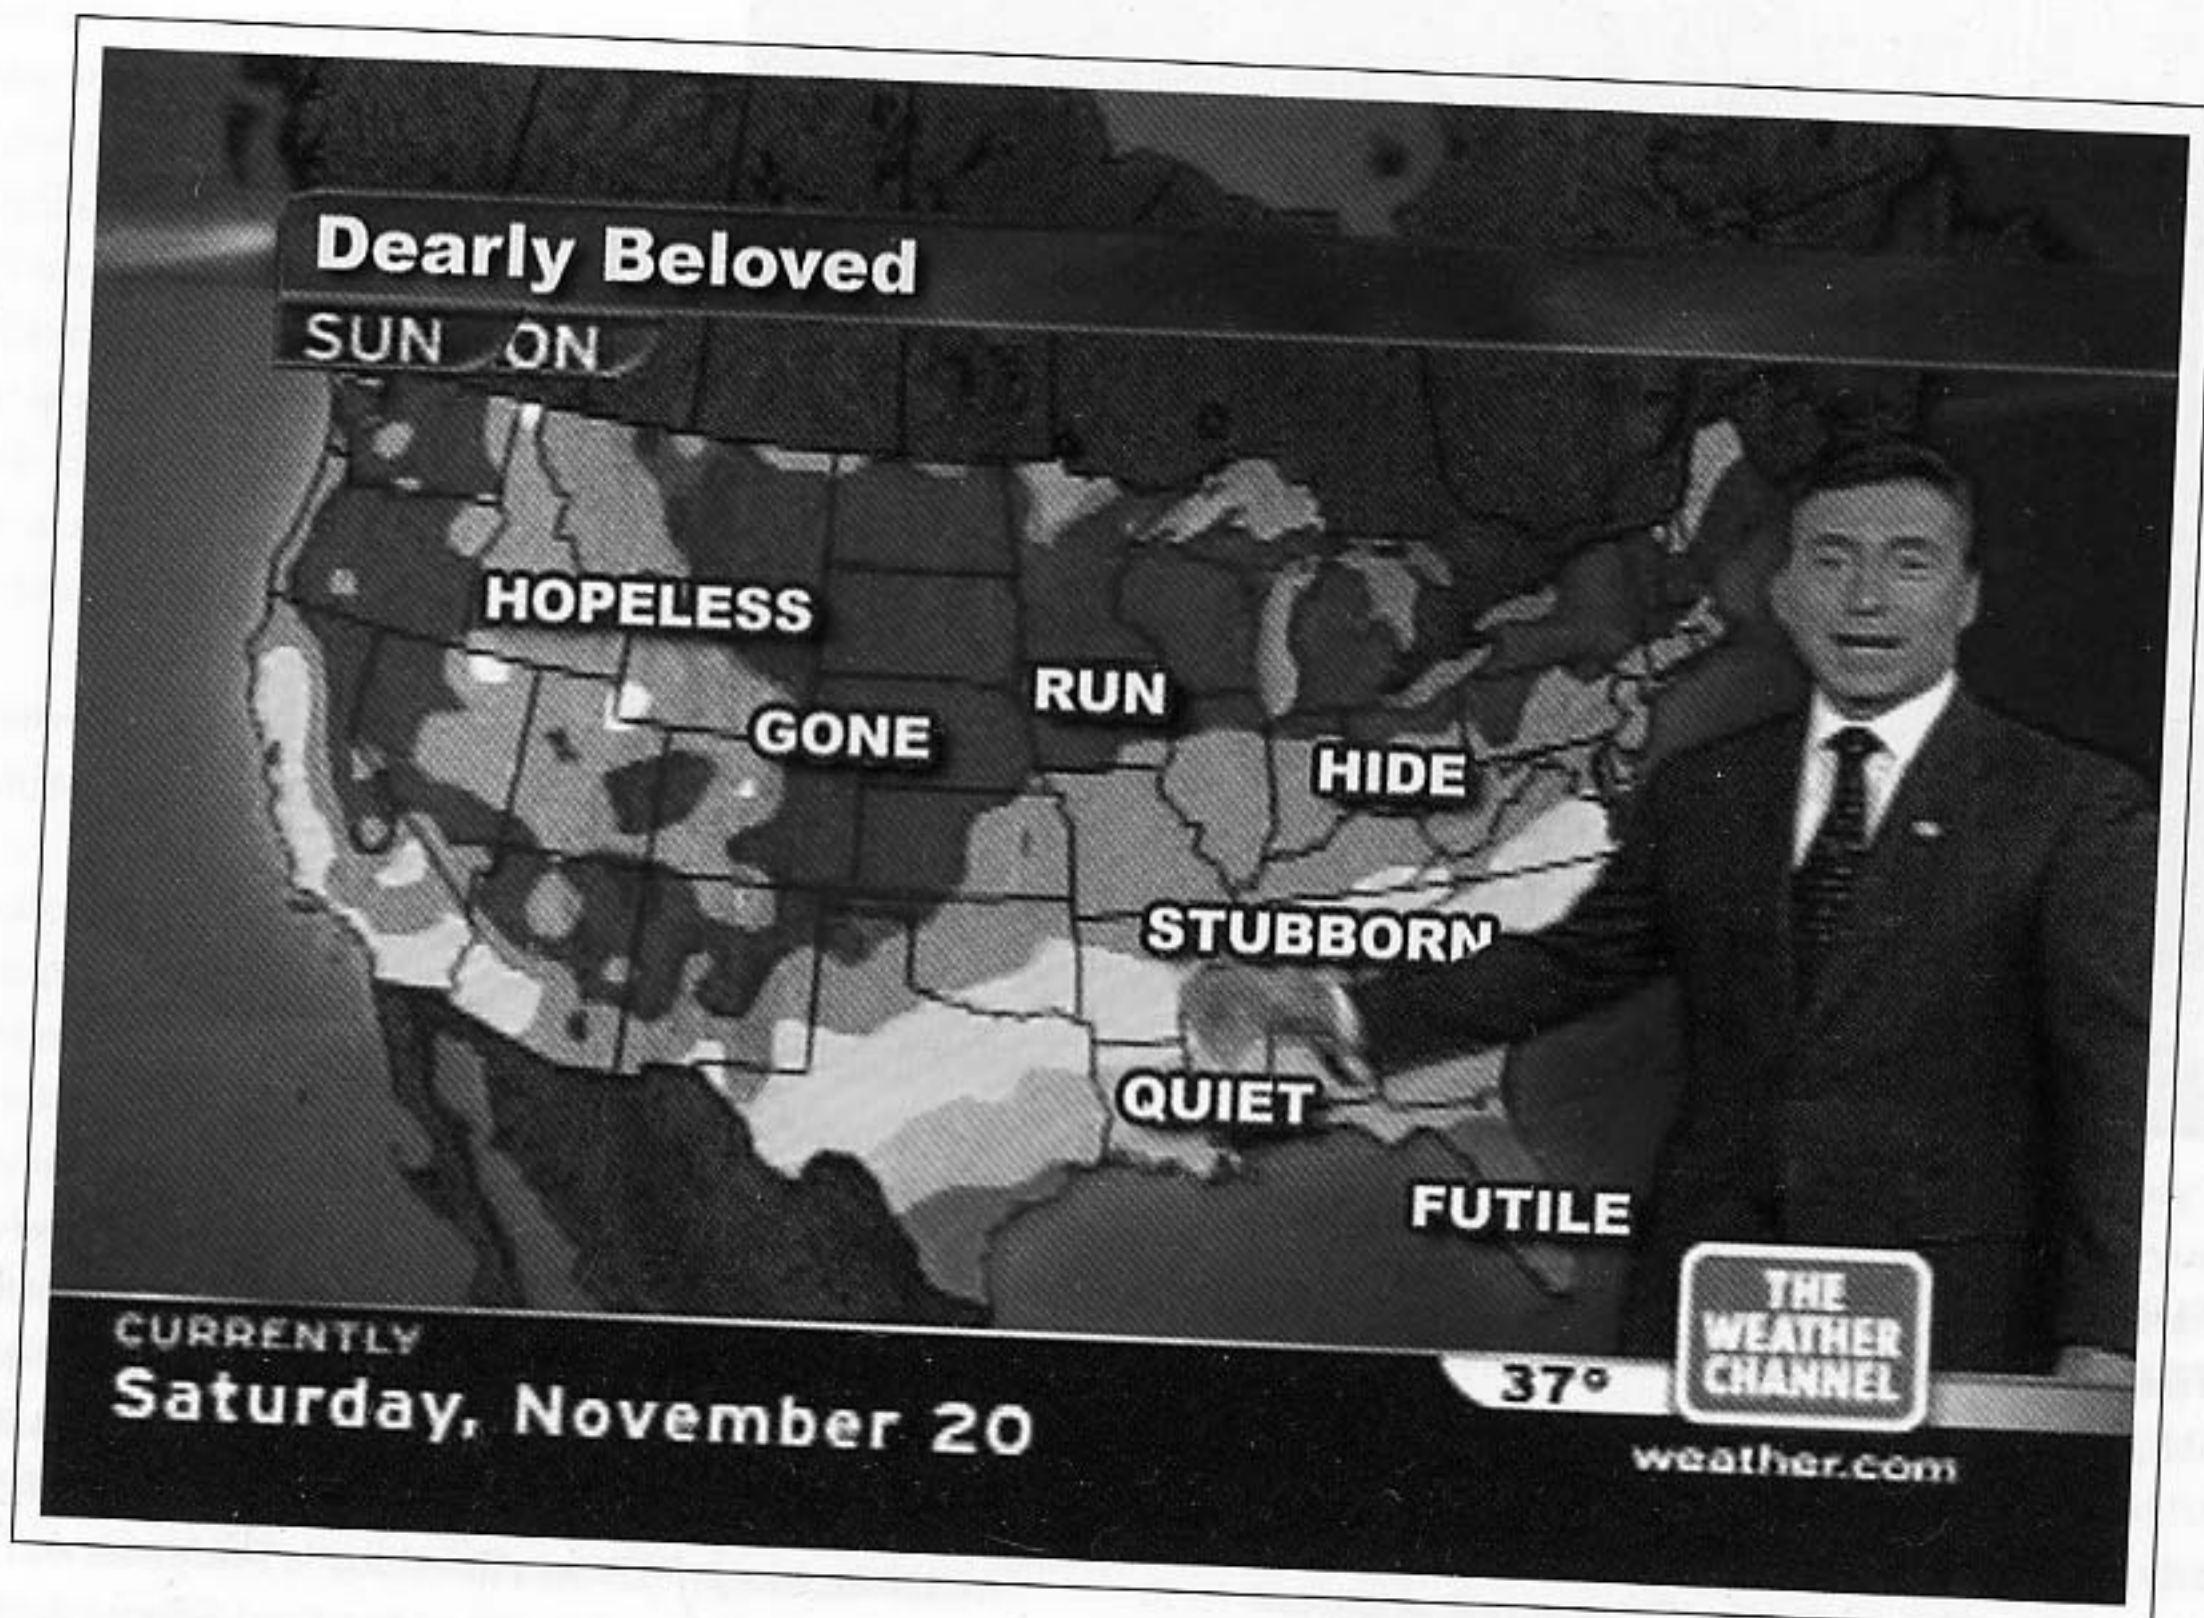 Dearly Beloved
SUN ON
HOPELESS
RUN
GONE
HIDE
STUBBORN
QUIET
FUTILE
CURRENTLY
Saturday, November 20
37°
THE
WEATHER
CHANNEL
weather.com